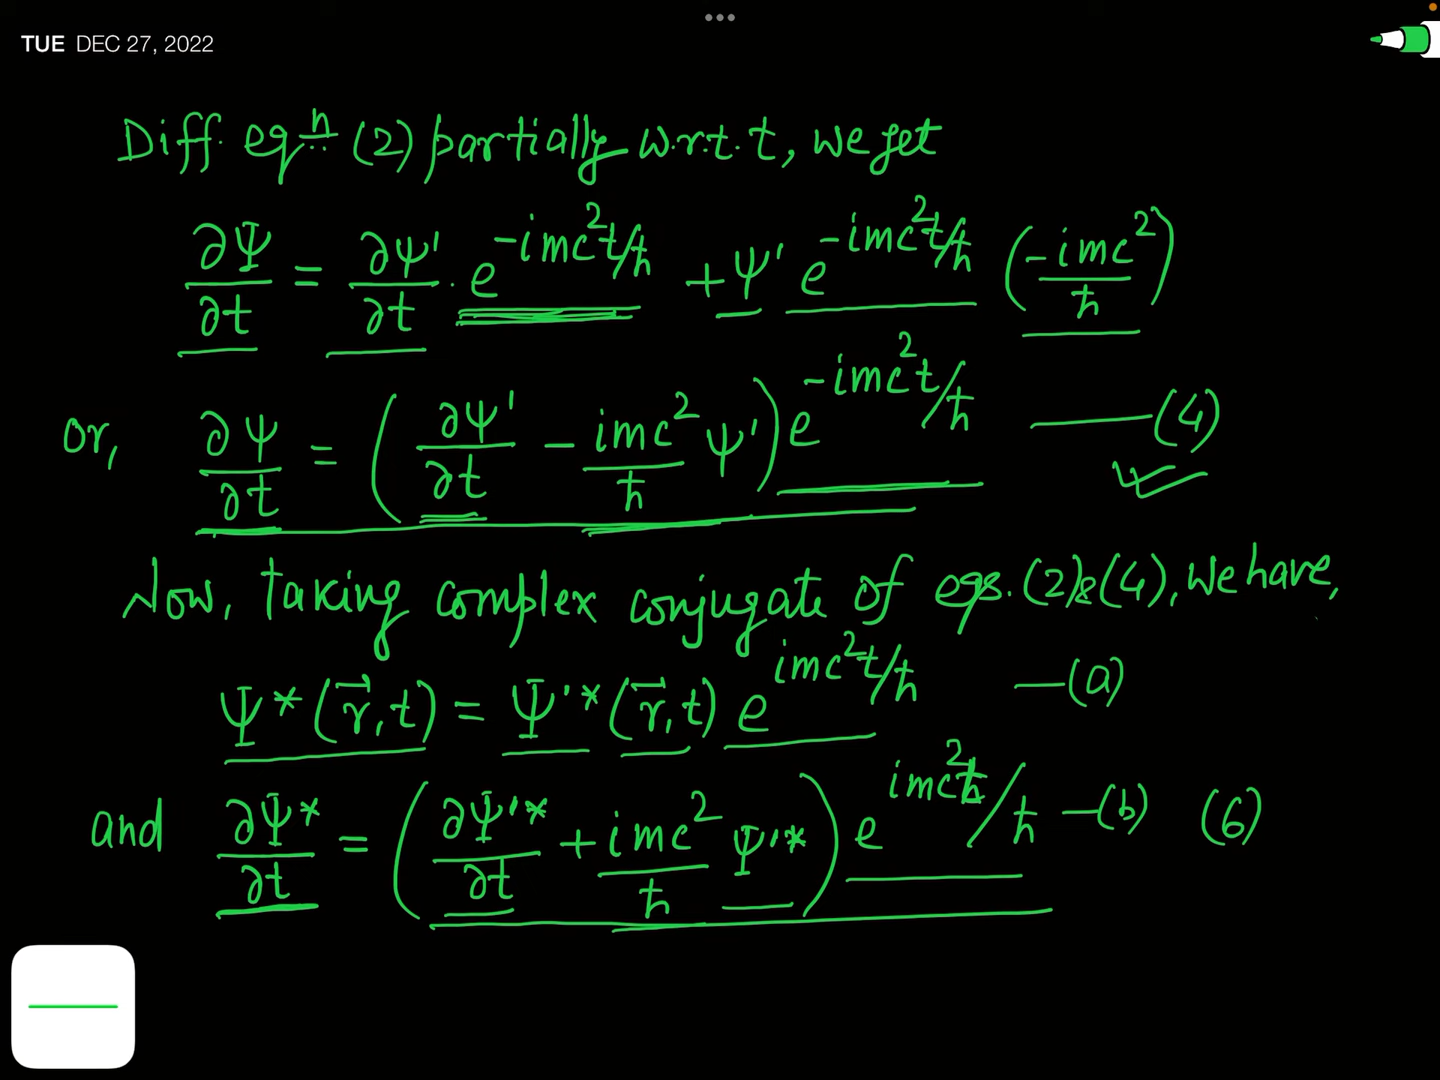 TUE DEC 27, 2022
Diff. eqⁿ (2) partially w.r.t. t, we get
∂Ψ/∂t = ∂Ψ'/∂t · e^(-imc²t/ħ) + Ψ' e^(-imc²t/ħ) (-imc²/ħ)
or, ∂Ψ/∂t = (∂Ψ'/∂t - imc²/ħ Ψ') e^(-imc²t/ħ) —(4)
Now, taking complex conjugate of eqs. (2) & (4), we have,
Ψ*(r⃗,t) = Ψ'*(r⃗,t) e^(imc²t/ħ) —(a)
and ∂Ψ*/∂t = (∂Ψ'*/∂t + imc²/ħ Ψ'*) e^(imc²t/ħ) —(b) (6)